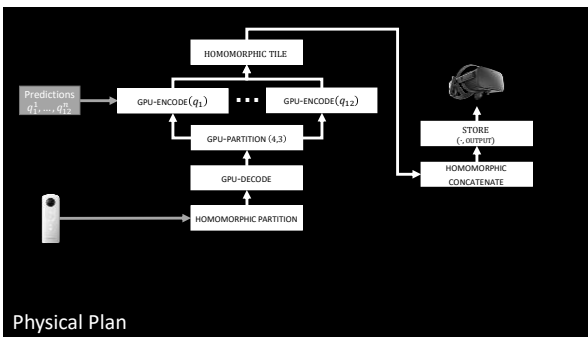 HOMOMORPHIC TILE
Predictions
q₁¹, …, q₁₂ⁿ
GPU-ENCODE(q₁)
GPU-ENCODE(q₁₂)
GPU-PARTITION (4,3)
STORE
(·, OUTPUT)
GPU-DECODE
HOMOMORPHIC
CONCATENATE
HOMOMORPHIC PARTITION
Physical Plan